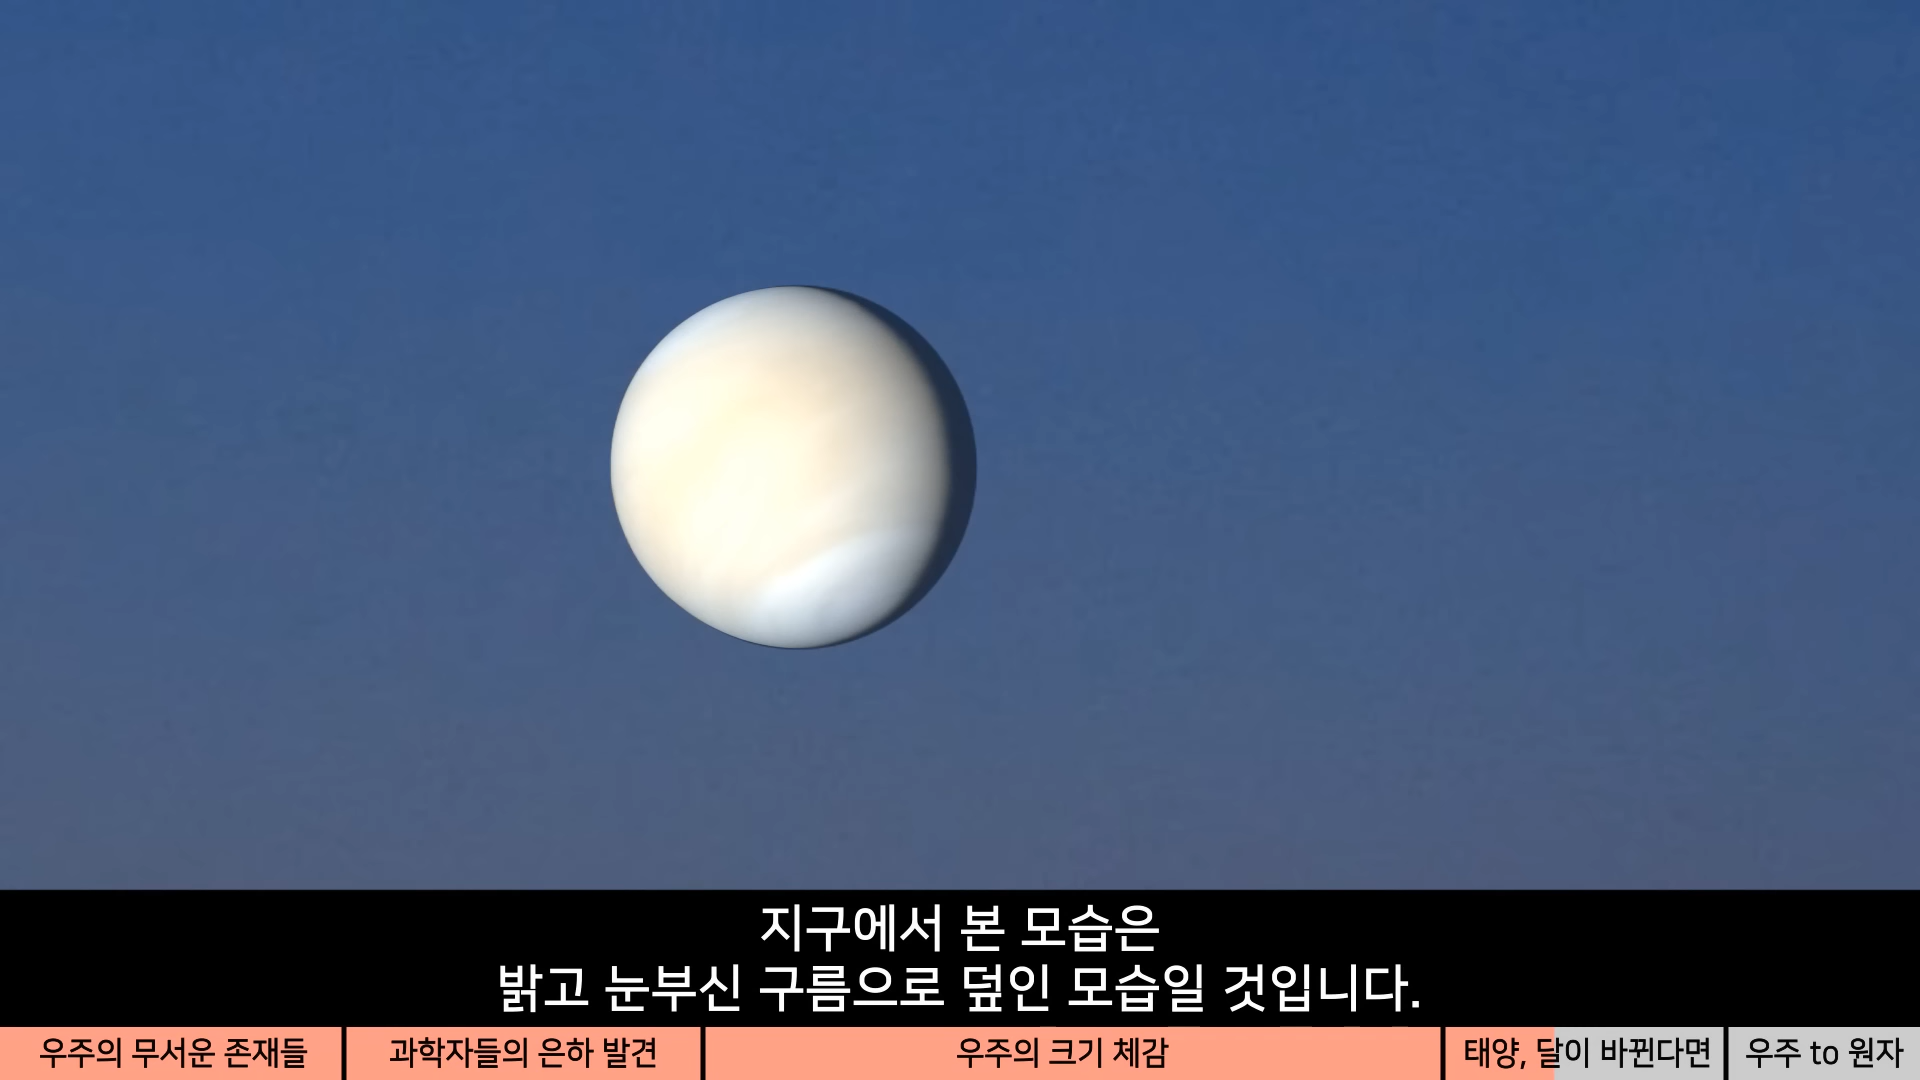 지구에서 본 모습은
밝고 눈부신 구름으로 덮인 모습일 것입니다.
우주의 무서운 존재들
과학자들의 은하 발견
우주의 크기 체감
태양, 달이 바뀐다면
우주 to 원자